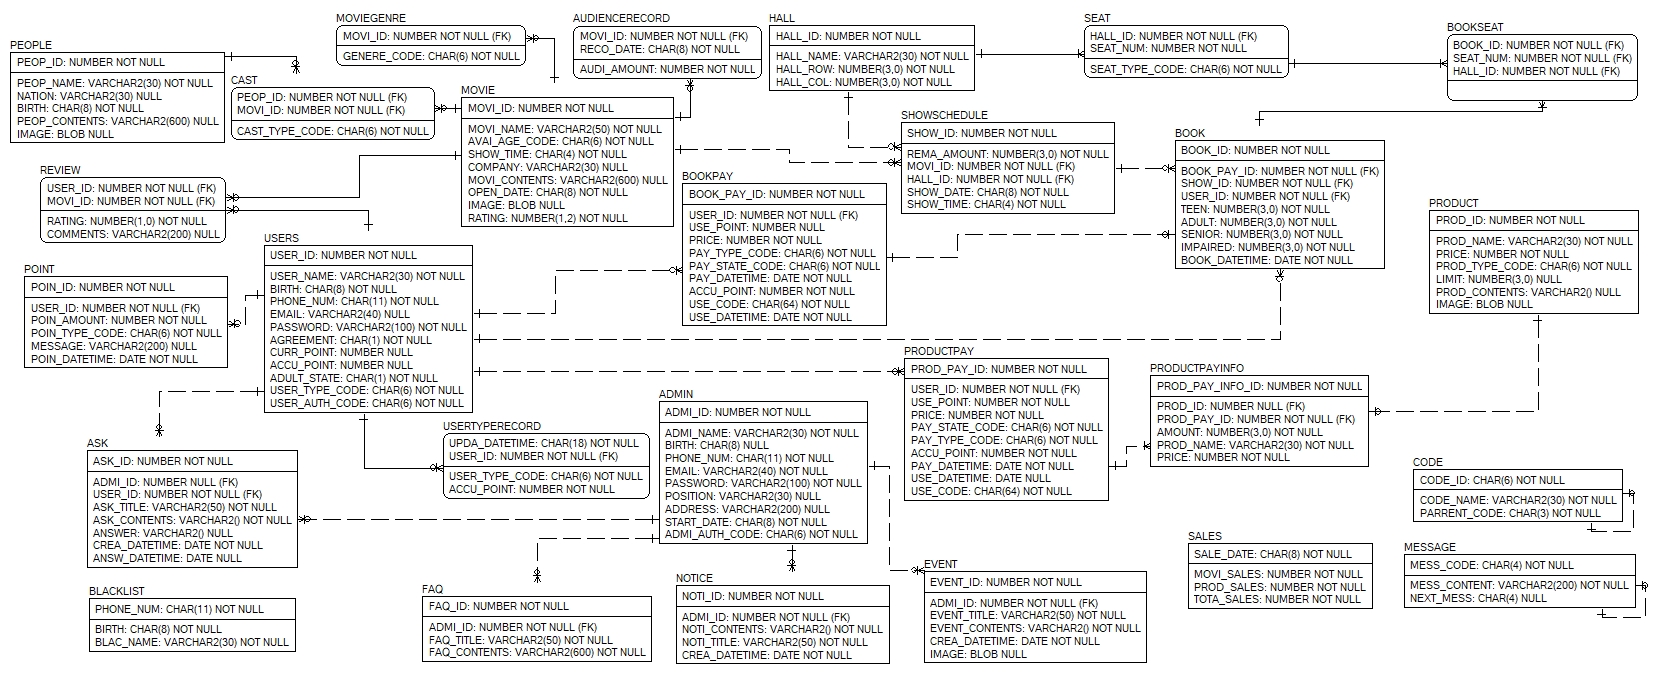 PEOPLE
PEOP_ID: NUMBER NOT NULL
PEOP_NAME: VARCHAR2(30) NOT NULL
NATION: VARCHAR2(30) NULL
BIRTH: CHAR(8) NOT NULL
PEOP_CONTENTS: VARCHAR2(600) NOT NULL
IMAGE: BLOB NULL
MOVIEGENRE
MOVI_ID: NUMBER NOT NULL (FK)
GENERE_CODE: CHAR(6) NOT NULL
AUDIENCERECORD
MOVI_ID: NUMBER NOT NULL (FK)
RECO_DATE: CHAR(8) NOT NULL
AUDI_AMOUNT: NUMBER NOT NULL
HALL
HALL_ID: NUMBER NOT NULL
HALL_NAME: VARCHAR2(30) NOT NULL
HALL_ROW: NUMBER(3,0) NOT NULL
HALL_COL: NUMBER(3,0) NOT NULL
SEAT
HALL_ID: NUMBER NOT NULL (FK)
SEAT_NUM: NUMBER NOT NULL
SEAT_TYPE_CODE: CHAR(6) NOT NULL
BOOKSEAT
BOOK_ID: NUMBER NOT NULL (FK)
SEAT_NUM: NUMBER NOT NULL (FK)
HALL_ID: NUMBER NOT NULL (FK)
CAST
PEOP_ID: NUMBER NOT NULL (FK)
MOVI_ID: NUMBER NOT NULL (FK)
CAST_TYPE_CODE: CHAR(6) NOT NULL
MOVIE
MOVI_ID: NUMBER NOT NULL
MOVI_NAME: VARCHAR2(50) NOT NULL
AVAI_AGE_CODE: CHAR(6) NOT NULL
SHOW_TIME: CHAR(4) NOT NULL
COMPANY: VARCHAR2(30) NULL
MOVI_CONTENTS: VARCHAR2(600) NULL
OPEN_DATE: CHAR(8) NOT NULL
IMAGE: BLOB NULL
RATING: NUMBER(1,2) NOT NULL
SHOWSCHEDULE
SHOW_ID: NUMBER NOT NULL
REMA_AMOUNT: NUMBER(3,0) NOT NULL
MOVI_ID: NUMBER NOT NULL (FK)
HALL_ID: NUMBER NOT NULL (FK)
SHOW_DATE: CHAR(8) NOT NULL
SHOW_TIME: CHAR(4) NOT NULL
BOOK
BOOK_ID: NUMBER NOT NULL
BOOK_PAY_ID: NUMBER NOT NULL (FK)
SHOW_ID: NUMBER NOT NULL (FK)
USER_ID: NUMBER NOT NULL (FK)
TEEN: NUMBER(3,0) NOT NULL
ADULT: NUMBER(3,0) NOT NULL
SENIOR: NUMBER(3,0) NOT NULL
IMPAIRED: NUMBER(3,0) NOT NULL
BOOK_DATETIME: DATE NOT NULL
REVIEW
USER_ID: NUMBER NOT NULL (FK)
MOVI_ID: NUMBER NOT NULL (FK)
RATING: NUMBER(1,0) NOT NULL
COMMENTS: VARCHAR2(200) NULL
BOOKPAY
BOOK_PAY_ID: NUMBER NOT NULL
USER_ID: NUMBER NOT NULL (FK)
USE_POINT: NUMBER NULL
PRICE: NUMBER NOT NULL
PAY_TYPE_CODE: CHAR(6) NOT NULL
PAY_STATE_CODE: CHAR(6) NOT NULL
PAY_DATETIME: DATE NOT NULL
ACCU_POINT: NUMBER NOT NULL
USE_CODE: CHAR(64) NOT NULL
USE_DATETIME: DATE NOT NULL
PRODUCT
PROD_ID: NUMBER NOT NULL
PROD_NAME: VARCHAR2(30) NOT NULL
PRICE: NUMBER NOT NULL
PROD_TYPE_CODE: CHAR(6) NOT NULL
LIMIT: NUMBER(3,0) NOT NULL
PROD_CONTENTS: VARCHAR2() NULL
IMAGE: BLOB NULL
USERS
USER_ID: NUMBER NOT NULL
USER_NAME: VARCHAR2(30) NOT NULL
BIRTH: CHAR(8) NOT NULL
PHONE_NUM: CHAR(11) NOT NULL
EMAIL: VARCHAR2(40) NULL
PASSWORD: VARCHAR2(100) NOT NULL
AGREEMENT: CHAR(1) NOT NULL
CURR_POINT: NUMBER NULL
ACCU_POINT: NUMBER NOT NULL
ADULT_STATE: CHAR(1) NOT NULL
USER_TYPE_CODE: CHAR(6) NOT NULL
USER_AUTH_CODE: CHAR(6) NOT NULL
POINT
POIN_ID: NUMBER NOT NULL
USER_ID: NUMBER NOT NULL (FK)
POIN_AMOUNT: NUMBER NOT NULL
POIN_TYPE_CODE: CHAR(6) NOT NULL
MESSAGE: VARCHAR2(200) NULL
POIN_DATETIME: DATE NOT NULL
PRODUCTPAY
PROD_PAY_ID: NUMBER NOT NULL
USER_ID: NUMBER NOT NULL (FK)
USE_POINT: NUMBER NOT NULL
PRICE: NUMBER NOT NULL
PAY_STATE_CODE: CHAR(6) NOT NULL
PAY_TYPE_CODE: CHAR(6) NOT NULL
ACCU_POINT: NUMBER NOT NULL
PAY_DATETIME: DATE NOT NULL
USE_DATETIME: DATE NULL
USE_CODE: CHAR(64) NOT NULL
PRODUCTPAYINFO
PROD_PAY_INFO_ID: NUMBER NOT NULL
PROD_ID: NUMBER NULL (FK)
PROD_PAY_ID: NUMBER NOT NULL (FK)
AMOUNT: NUMBER(3,0) NOT NULL
PROD_NAME: VARCHAR2(30) NOT NULL
PRICE: NUMBER NOT NULL
ADMIN
ADMI_ID: NUMBER NOT NULL
ADMI_NAME: VARCHAR2(30) NOT NULL
BIRTH: CHAR(8) NULL
PHONE_NUM: CHAR(11) NOT NULL
EMAIL: VARCHAR2(40) NOT NULL
PASSWORD: VARCHAR2(100) NOT NULL
POSITION: VARCHAR2(30) NULL
ADDRESS: VARCHAR2(200) NULL
START_DATE: CHAR(8) NOT NULL
ADMI_AUTH_CODE: CHAR(6) NOT NULL
USERTYPERECORD
UPDA_DATETIME: CHAR(18) NOT NULL
USER_ID: NUMBER NOT NULL (FK)
USER_TYPE_CODE: CHAR(6) NOT NULL
ACCU_POINT: NUMBER NOT NULL
ASK
ASK_ID: NUMBER NOT NULL
ADMI_ID: NUMBER NULL (FK)
USER_ID: NUMBER NOT NULL (FK)
ASK_TITLE: VARCHAR2(50) NOT NULL
ASK_CONTENTS: VARCHAR2() NOT NULL
ANSWER: VARCHAR2() NULL
CREA_DATETIME: DATE NOT NULL
ANSW_DATETIME: DATE NULL
CODE
CODE_ID: CHAR(6) NOT NULL
CODE_NAME: VARCHAR2(30) NOT NULL
PARRENT_CODE: CHAR(3) NOT NULL
SALES
SALE_DATE: CHAR(8) NOT NULL
MOVI_SALES: NUMBER NOT NULL
PROD_SALES: NUMBER NOT NULL
TOTA_SALES: NUMBER NOT NULL
MESSAGE
MESS_CODE: CHAR(4) NOT NULL
MESS_CONTENT: VARCHAR2(200) NOT NULL
NEXT_MESS: CHAR(4) NULL
BLACKLIST
PHONE_NUM: CHAR(11) NOT NULL
BIRTH: CHAR(8) NOT NULL
BLAC_NAME: VARCHAR2(30) NOT NULL
FAQ
FAQ_ID: NUMBER NOT NULL
ADMI_ID: NUMBER NOT NULL (FK)
FAQ_TITLE: VARCHAR2(50) NOT NULL
FAQ_CONTENTS: VARCHAR2(600) NOT NULL
NOTICE
NOTI_ID: NUMBER NOT NULL
ADMI_ID: NUMBER NOT NULL (FK)
NOTI_CONTENTS: VARCHAR2() NOT NULL
NOTI_TITLE: VARCHAR2(50) NOT NULL
CREA_DATETIME: DATE NOT NULL
EVENT
EVENT_ID: NUMBER NOT NULL
ADMI_ID: NUMBER NOT NULL (FK)
EVENT_TITLE: VARCHAR2(50) NOT NULL
EVENT_CONTENTS: VARCHAR2() NOT NULL
CREA_DATETIME: DATE NOT NULL
IMAGE: BLOB NULL